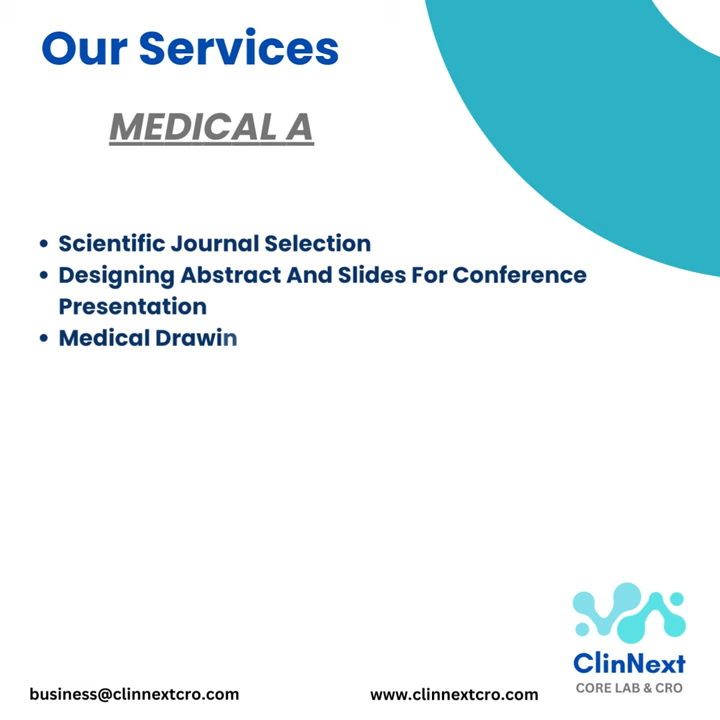 Our Services
MEDICAL A
• Scientific Journal Selection
• Designing Abstract And Slides For Conference
Presentation
• Medical Drawin
ClinNext
CORE LAB & CRO
business@clinnextcro.com
www.clinnextcro.com